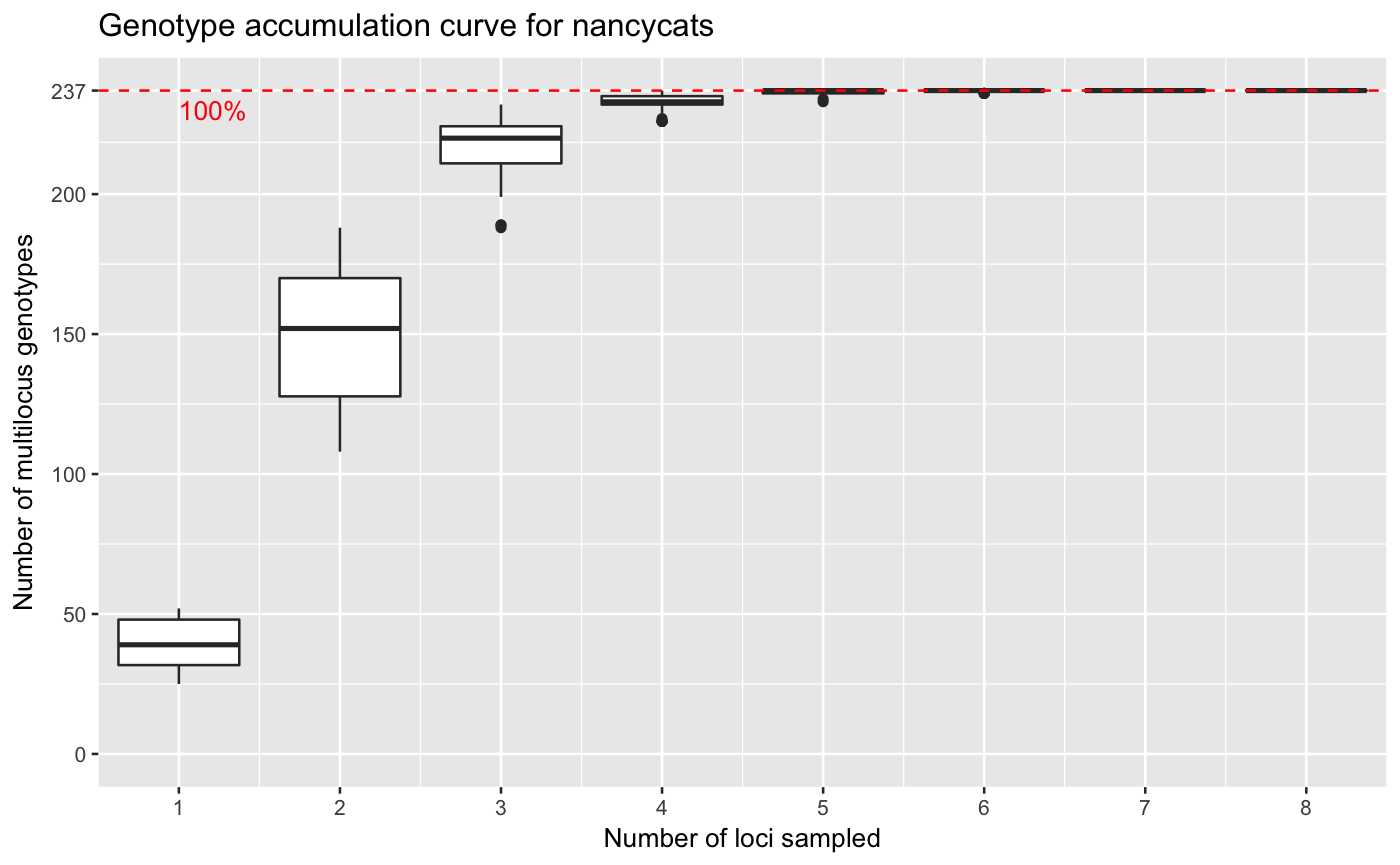 Genotype accumulation curve for nancycats
Number of multilocus genotypes
237
200
150
100
50
0
100%
1 2 3 4 5 6 7 8
Number of loci sampled